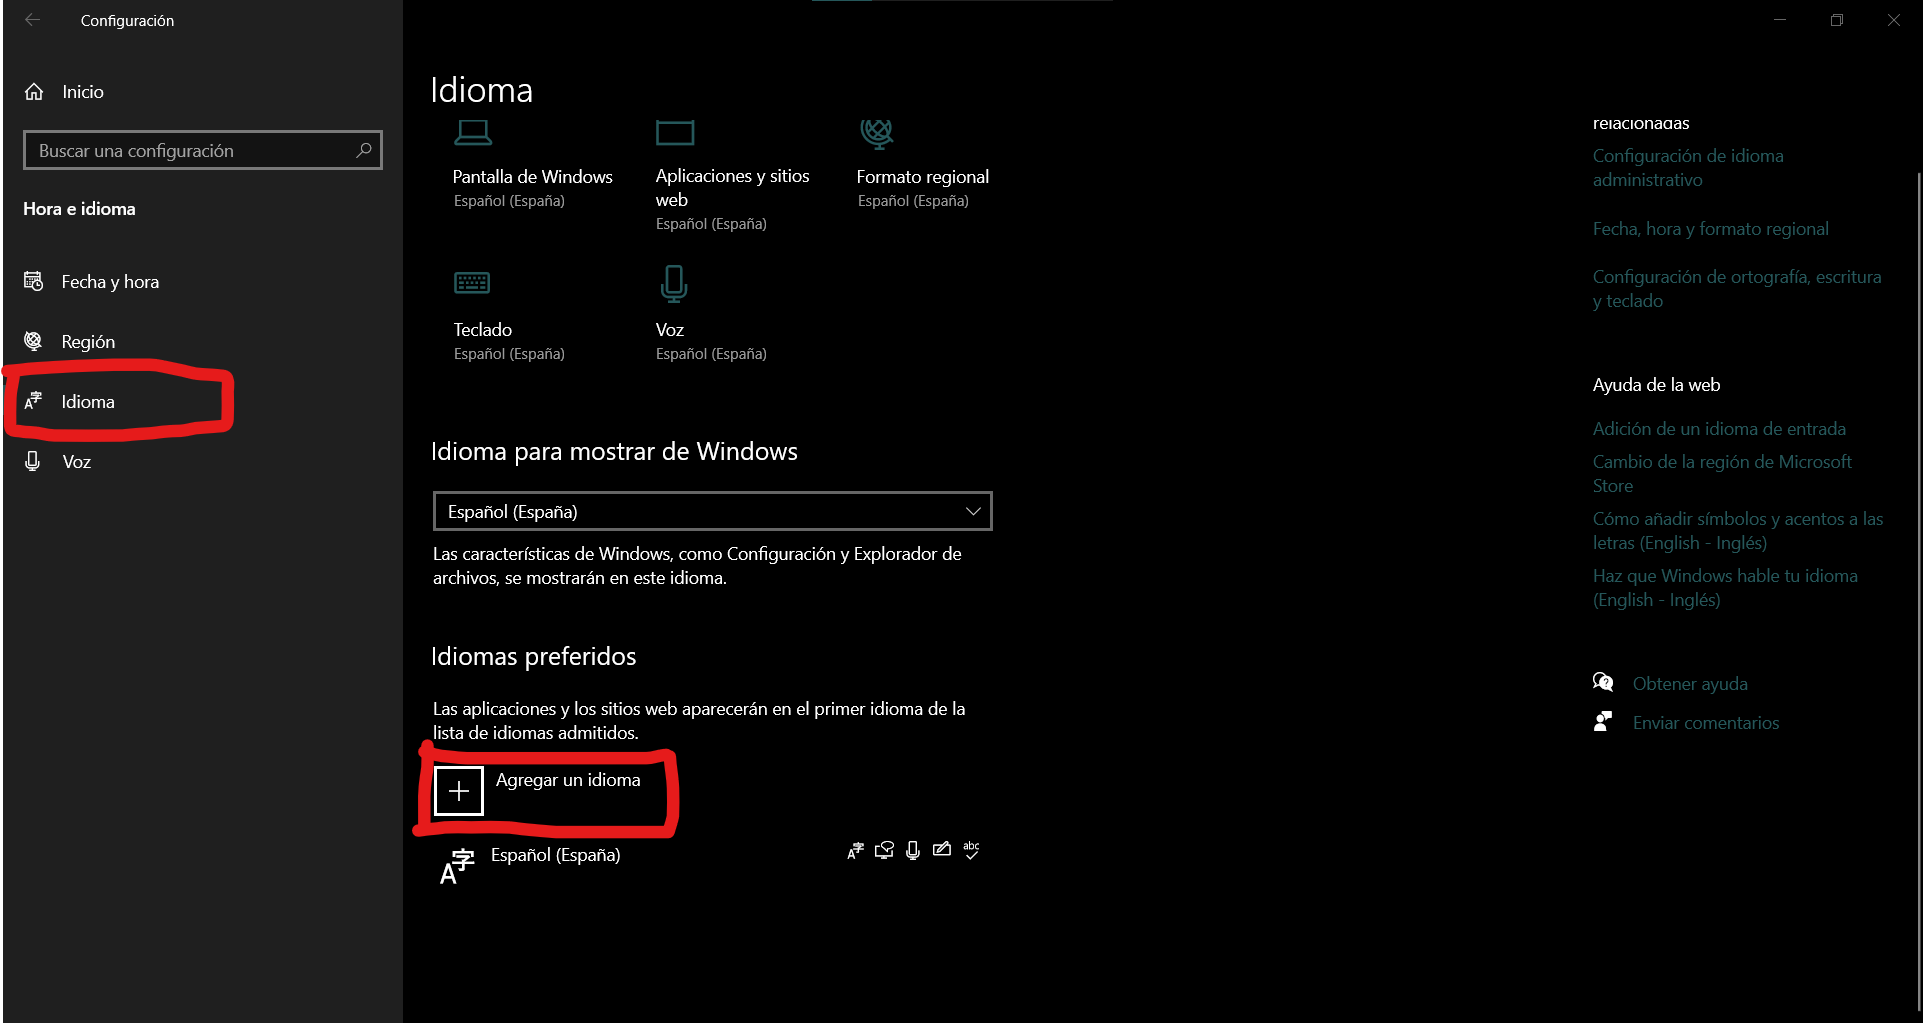 Configuración
Inicio
Buscar una configuración
Hora e idioma
Fecha y hora
Región
Idioma
Voz
Idioma
Pantalla de Windows
Español (España)
Aplicaciones y sitios
web
Español (España)
Formato regional
Español (España)
Teclado
Español (España)
Voz
Español (España)
Idioma para mostrar de Windows
Español (España)
Las características de Windows, como Configuración y Explorador de
archivos, se mostrarán en este idioma.
Idiomas preferidos
Las aplicaciones y los sitios web aparecerán en el primer idioma de la
lista de idiomas admitidos.
Agregar un idioma
A字
Español (España)
abc
relacionadas
Configuración de idioma
administrativo
Fecha, hora y formato regional
Configuración de ortografía, escritura
y teclado
Ayuda de la web
Adición de un idioma de entrada
Cambio de la región de Microsoft
Store
Cómo añadir símbolos y acentos a las
letras (English - Inglés)
Haz que Windows hable tu idioma
(English - Inglés)
Obtener ayuda
Enviar comentarios